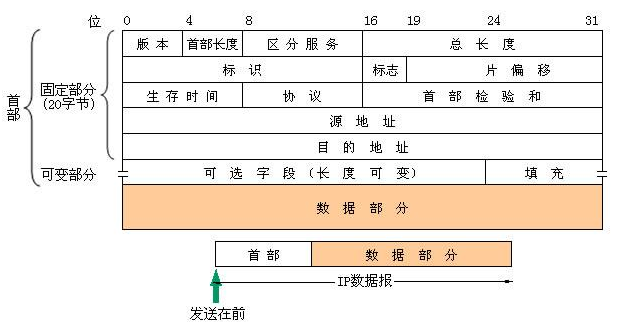 位 0 4 8 16 19 24 31
版本 首部长度 区分服务 总长度
标识 标志 片偏移
生存时间 协议 首部检验和
源地址
目的地址
可选字段(长度可变) 填充
数据部分
首部
固定部分
(20字节)
可变部分
首部 数据部分
IP数据报
发送在前